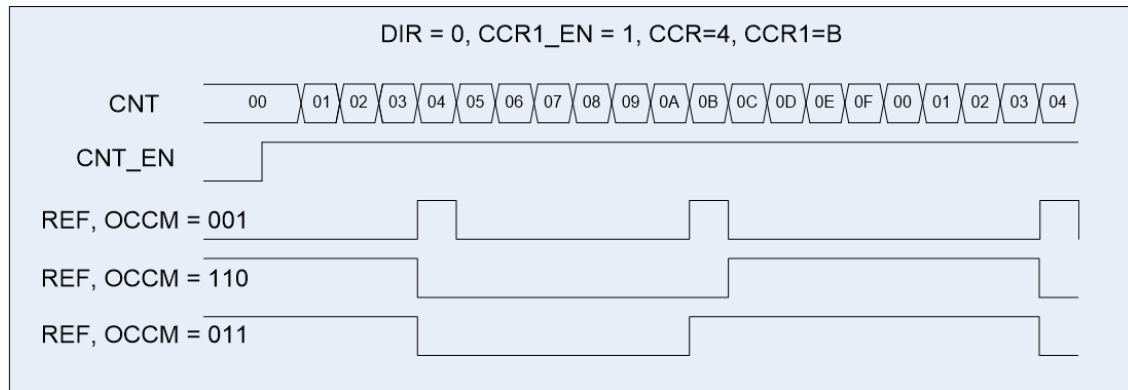 DIR = 0, CCR1_EN = 1, CCR=4, CCR1=B
CNT 00 01 02 03 04 05 06 07 08 09 0A 0B 0C 0D 0E 0F 00 01 02 03 04
CNT_EN
REF, OCCM = 001
REF, OCCM = 110
REF, OCCM = 011